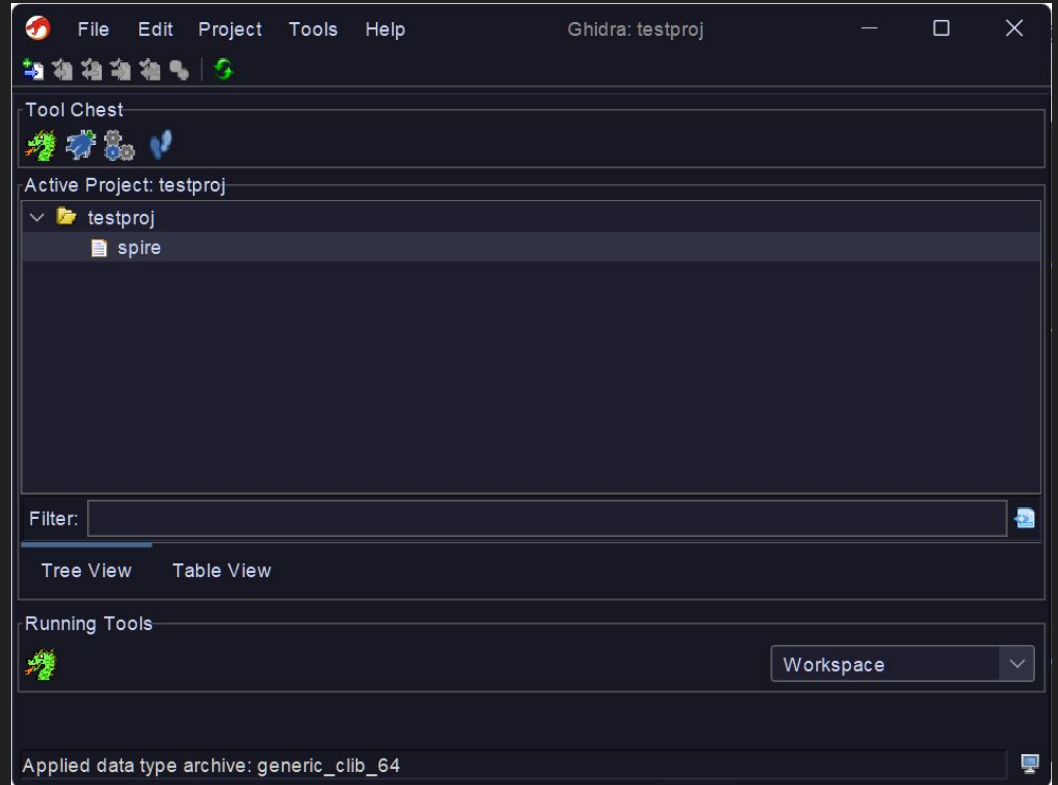 File Edit Project Tools Help Ghidra: testproj
Tool Chest
Active Project: testproj
testproj
spire
Filter:
Tree View Table View
Running Tools
Workspace
Applied data type archive: generic_clib_64